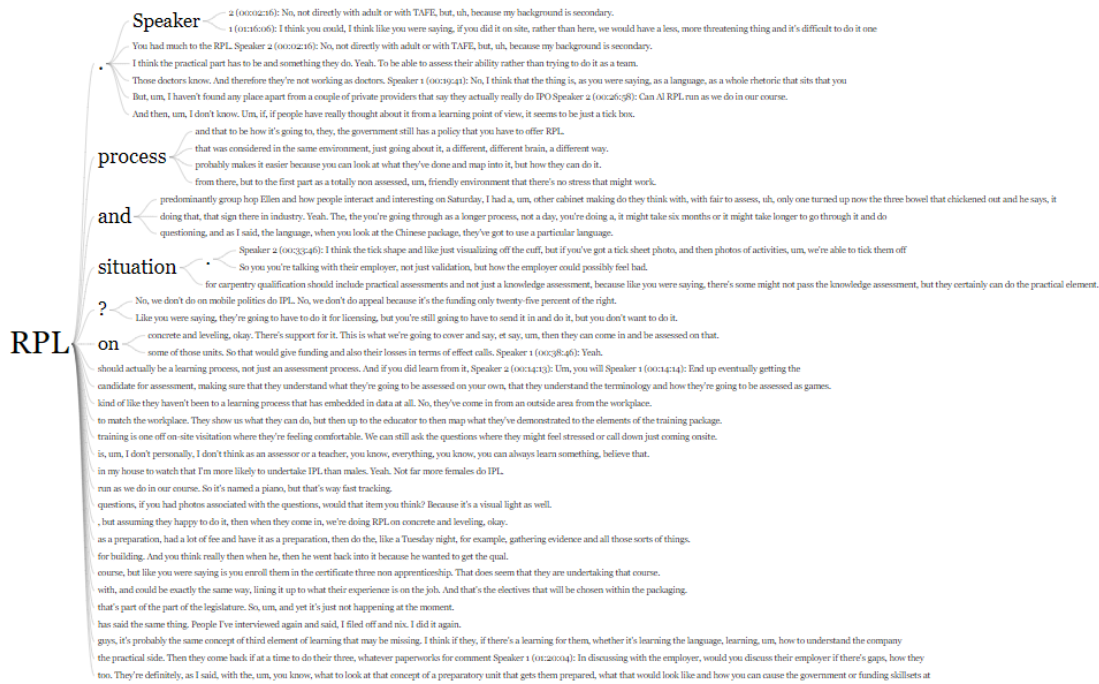 Speaker
2 (00:02:16): No, not directly with adult or with TAFE, but, uh, because my background is secondary.
1 (01:16:06): I think you could, I think like you were saying, if you did it on site, rather than here, we would have a less, more threatening thing and it's difficult to do it one
.
You had much to the RPL. Speaker 2 (00:02:16): No, not directly with adult or with TAFE, but, uh, because my background is secondary.
I think the practical part has to be and something they do. Yeah. To be able to assess their ability rather than trying to do it as a team.
Those doctors know. And therefore they're not working as doctors. Speaker 1 (00:19:41): No, I think that the thing is, as you were saying, as a language, as a whole rhetoric that sits that you
But, um, I haven't found any place apart from a couple of private providers that say they actually really do IPO Speaker 2 (00:26:58): Can Al RPL run as we do in our course.
And then, um, I don't know. Um, if, if people have really thought about it from a learning point of view, it seems to be just a tick box.
process
and that to be how it's going to, they, the government still has a policy that you have to offer RPL.
that was considered in the same environment, just going about it, a different, different brain, a different way.
probably makes it easier because you can look at what they've done and map into it, but how they can do it.
from there, but to the first part as a totally non assessed, um, friendly environment that there's no stress that might work.
and
predominantly group hop Ellen and how people interact and interesting on Saturday, I had a, um, other cabinet making do they think with, with fair to assess, uh, only one turned up now the three bowel that chickened out and he says, it
doing that, that sign there in industry. Yeah. The, the you're going through as a longer process, not a day, you're doing a, it might take six months or it might take longer to go through it and do
questioning, and as I said, the language, when you look at the Chinese package, they've got to use a particular language.
situation
.
Speaker 2 (00:33:46): I think the tick shape and like just visualizing off the cuff, but if you've got a tick sheet photo, and then photos of activities, um, we're able to tick them off
So you you're talking with their employer, not just validation, but how the employer could possibly feel bad.
for carpentry qualification should include practical assessments and not just a knowledge assessment, because like you were saying, there's some might not pass the knowledge assessment, but they certainly can do the practical element.
?
No, we don't do on mobile politics do IPL. No, we don't do appeal because it's the funding only twenty-five percent of the right.
Like you were saying, they're going to have to do it for licensing, but you're still going to have to send it in and do it, but you don't want to do it.
RPL
on
concrete and leveling, okay. There's support for it. This is what we're going to cover and say, et say, um, then they can come in and be assessed on that.
some of those units. So that would give funding and also their losses in terms of effect calls. Speaker 1 (00:38:46): Yeah.
should actually be a learning process, not just an assessment process. And if you did learn from it, Speaker 2 (00:14:13): Um, you will Speaker 1 (00:14:14): End up eventually getting the
candidate for assessment, making sure that they understand what they're going to be assessed on your own, that they understand the terminology and how they're going to be assessed as games.
kind of like they haven't been to a learning process that has embedded in data at all. No, they've come in from an outside area from the workplace.
to match the workplace. They show us what they can do, but then up to the educator to then map what they've demonstrated to the elements of the training package.
training is one off on-site visitation where they're feeling comfortable. We can still ask the questions where they might feel stressed or call down just coming onsite.
is, um, I don't personally, I don't think as an assessor or a teacher, you know, everything, you know, you can always learn something, believe that.
in my house to watch that I'm more likely to undertake IPL than males. Yeah. Not far more females do IPL.
run as we do in our course. So it's named a piano, but that's way fast tracking.
questions, if you had photos associated with the questions, would that item you think? Because it's a visual light as well.
, but assuming they happy to do it, then when they come in, we're doing RPL on concrete and leveling, okay.
as a preparation, had a lot of fee and have it as a preparation, then do the, like a Tuesday night, for example, gathering evidence and all those sorts of things.
for building. And you think really then when he, then he went back into it because he wanted to get the qual.
course, but like you were saying is you enroll them in the certificate three non apprenticeship. That does seem that they are undertaking that course.
with, and could be exactly the same way, lining it up to what their experience is on the job. And that's the electives that will be chosen within the packaging.
that's part of the part of the legislature. So, um, and yet it's just not happening at the moment.
has said the same thing. People I've interviewed again and said, I filed off and nix. I did it again.
guys, it's probably the same concept of third element of learning that may be missing. I think if they, if there's a learning for them, whether it's learning the language, learning, um, how to understand the company
the practical side. Then they come back if at a time to do their three, whatever paperworks for comment Speaker 1 (01:20:04): In discussing with the employer, would you discuss their employer if there's gaps, how they
too. They're definitely, as I said, with the, um, you know, what to look at that concept of a preparatory unit that gets them prepared, what that would look like and how you can cause the government or funding skillsets at